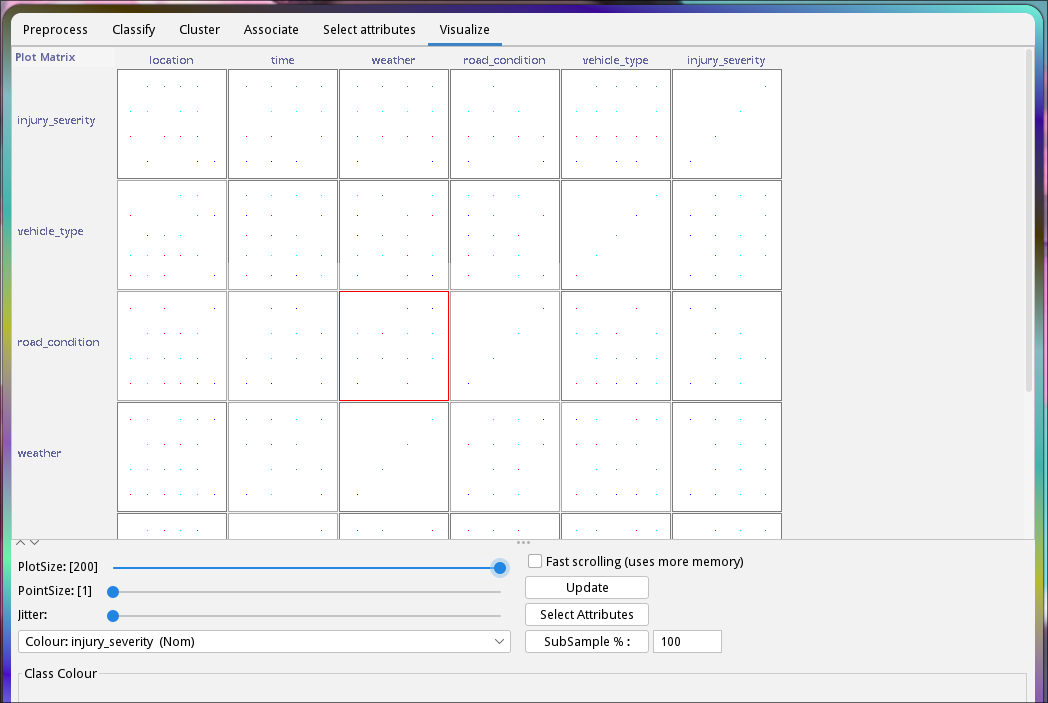 Preprocess Classify Cluster Associate Select attributes Visualize
Plot Matrix
location time weather road_condition vehicle_type injury_severity
injury_severity
vehicle_type
road_condition
weather
PlotSize: [200]
Fast scrolling (uses more memory)
PointSize: [1]
Update
Jitter:
Select Attributes
Colour: injury_severity (Nom)
SubSample % : 100
Class Colour